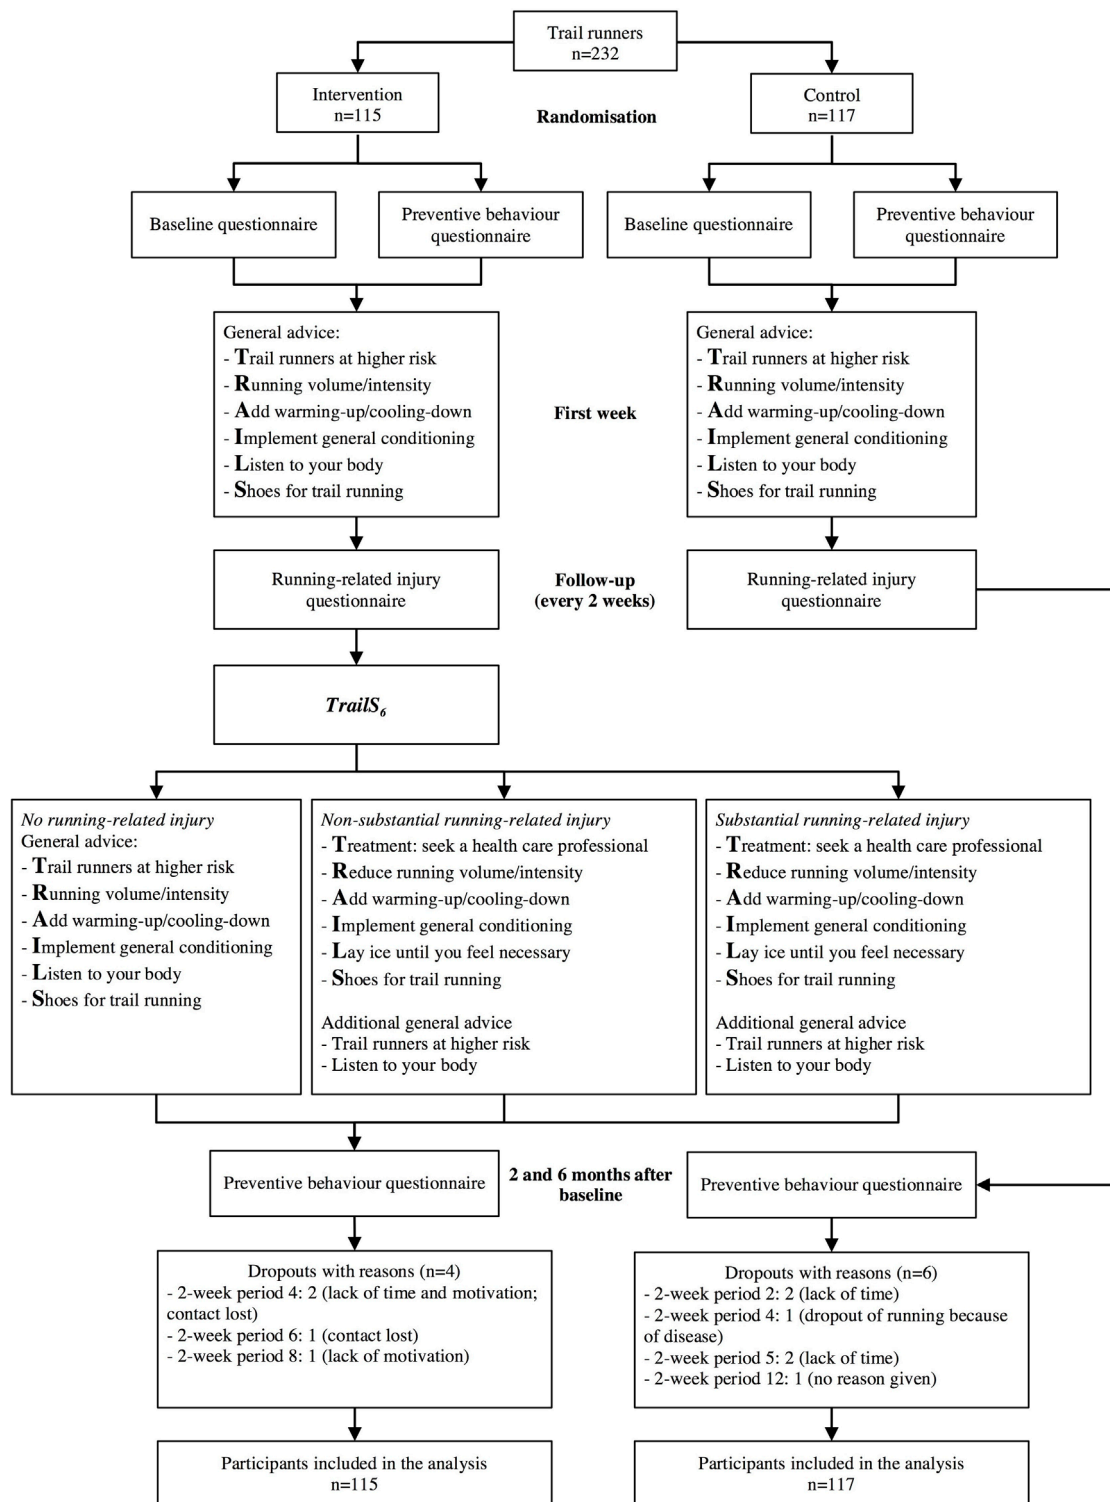 Trail runners
n=232
Intervention
n=115
Randomisation
Control
n=117
Baseline questionnaire
Preventive behaviour
questionnaire
Baseline questionnaire
Preventive behaviour
questionnaire
General advice:
- Trail runners at higher risk
- Running volume/intensity
- Add warming-up/cooling-down
- Implement general conditioning
- Listen to your body
- Shoes for trail running
First week
General advice:
- Trail runners at higher risk
- Running volume/intensity
- Add warming-up/cooling-down
- Implement general conditioning
- Listen to your body
- Shoes for trail running
Running-related injury
questionnaire
Follow-up
(every 2 weeks)
Running-related injury
questionnaire
TrailS6
No running-related injury
General advice:
- Trail runners at higher risk
- Running volume/intensity
- Add warming-up/cooling-down
- Implement general conditioning
- Listen to your body
- Shoes for trail running
Non-substantial running-related injury
- Treatment: seek a health care professional
- Reduce running volume/intensity
- Add warming-up/cooling-down
- Implement general conditioning
- Lay ice until you feel necessary
- Shoes for trail running
Additional general advice
- Trail runners at higher risk
- Listen to your body
Substantial running-related injury
- Treatment: seek a health care professional
- Reduce running volume/intensity
- Add warming-up/cooling-down
- Implement general conditioning
- Lay ice until you feel necessary
- Shoes for trail running
Additional general advice
- Trail runners at higher risk
- Listen to your body
Preventive behaviour questionnaire
2 and 6 months after
baseline
Preventive behaviour questionnaire
Dropouts with reasons (n=4)
- 2-week period 4: 2 (lack of time and motivation;
contact lost)
- 2-week period 6: 1 (contact lost)
- 2-week period 8: 1 (lack of motivation)
Dropouts with reasons (n=6)
- 2-week period 2: 2 (lack of time)
- 2-week period 4: 1 (dropout of running because
of disease)
- 2-week period 5: 2 (lack of time)
- 2-week period 12: 1 (no reason given)
Participants included in the analysis
n=115
Participants included in the analysis
n=117